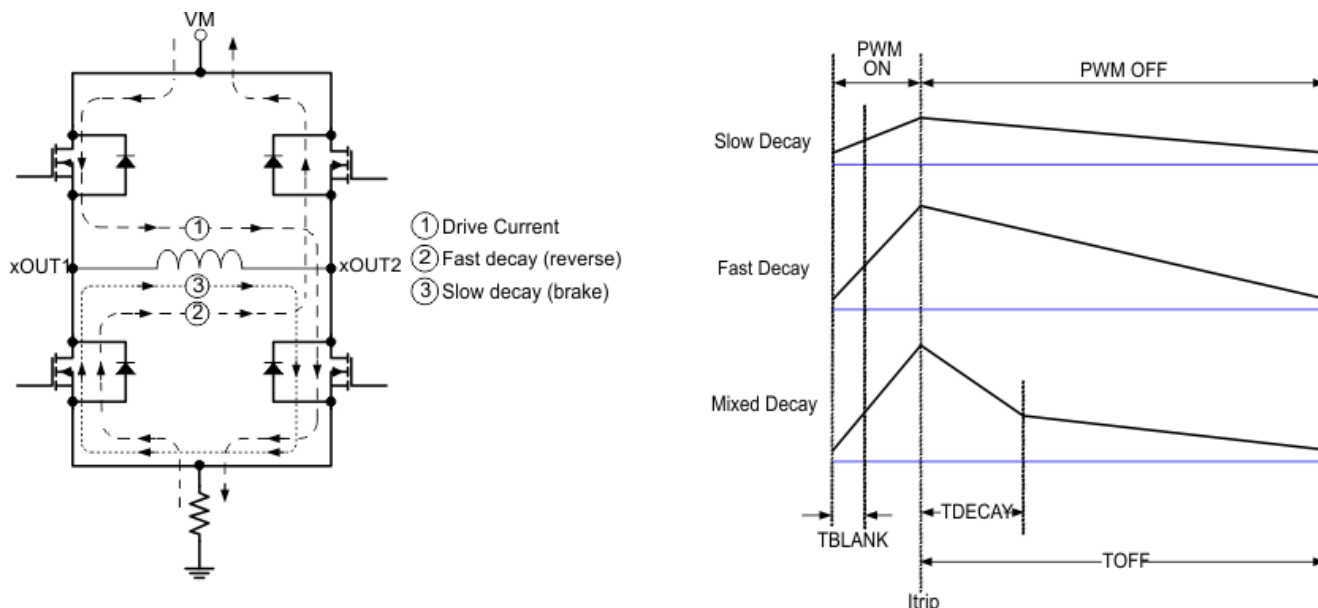 VM
xOUT1
xOUT2
1
3
2
1 Drive Current
2 Fast decay (reverse)
3 Slow decay (brake)
PWM
ON
PWM OFF
Slow Decay
Fast Decay
Mixed Decay
TDECAY
TBLANK
TOFF
Itrip